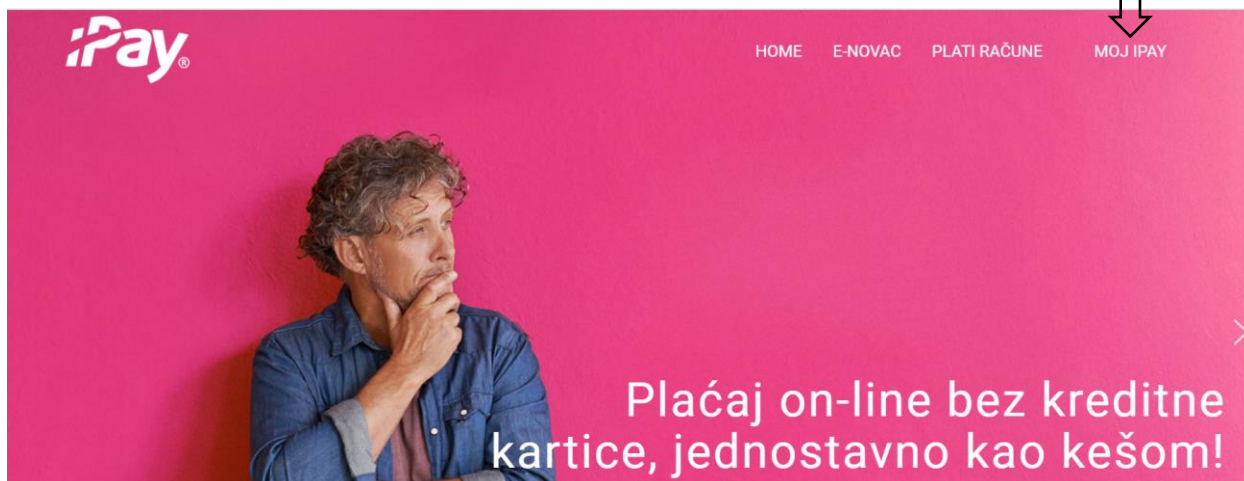 iPay®
HOME E-NOVAC PLATI RAČUNE MOJ IPAY
Plaćaj on-line bez kreditne
kartice, jednostavno kao kešom!